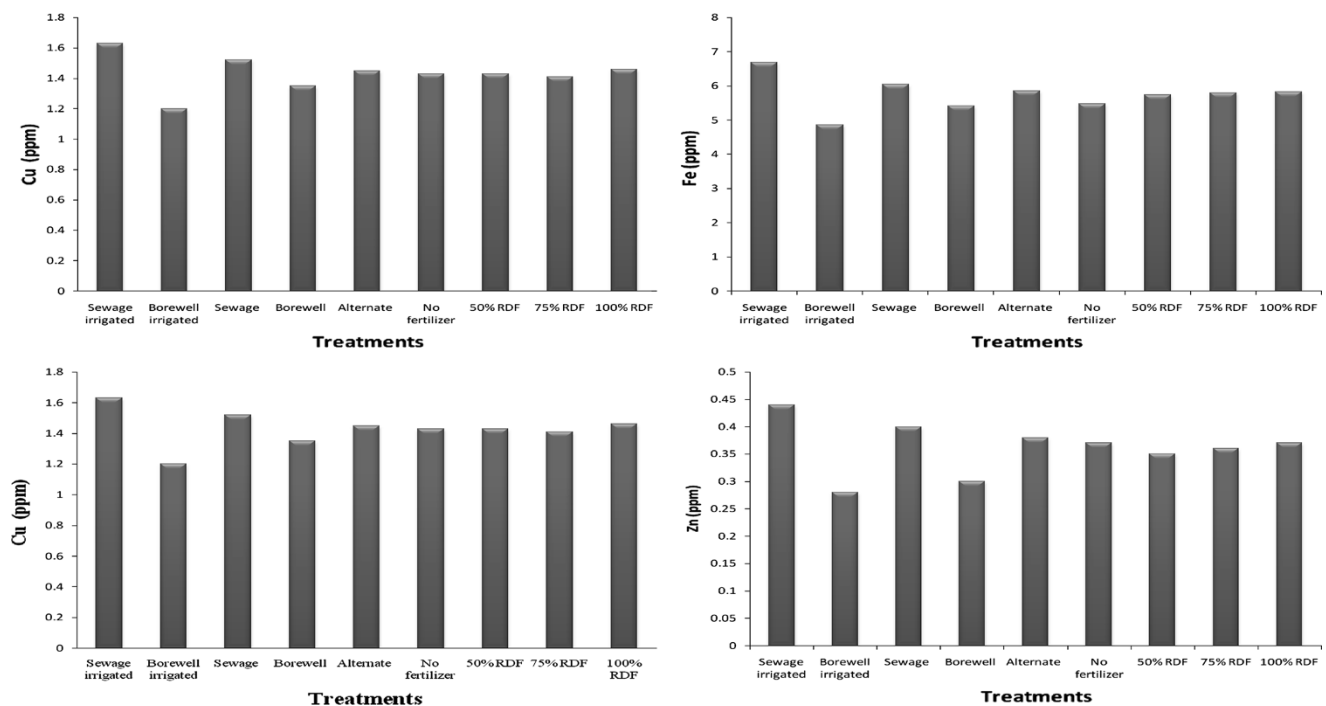 1.8
1.6
1.4
1.2
1
0.8
0.6
0.4
0.2
0
Cu (ppm)
Sewage irrigated
Borewell irrigated
Sewage
Borewell
Alternate
No fertilizer
50% RDF
75% RDF
100% RDF
Treatments
8
7
6
5
4
3
2
1
0
Fe (ppm)
Sewage irrigated
Borewell irrigated
Sewage
Borewell
Alternate
No fertilizer
50% RDF
75% RDF
100% RDF
Treatments
1.8
1.6
1.4
1.2
1
0.8
0.6
0.4
0.2
0
Cu (ppm)
Sewage irrigated
Borewell irrigated
Sewage
Borewell
Alternate
No fertilizer
50% RDF
75% RDF
100% RDF
Treatments
0.5
0.45
0.4
0.35
0.3
0.25
0.2
0.15
0.1
0.05
0
Zn (ppm)
Sewage irrigated
Borewell irrigated
Sewage
Borewell
Alternate
No fertilizer
50% RDF
75% RDF
100% RDF
Treatments